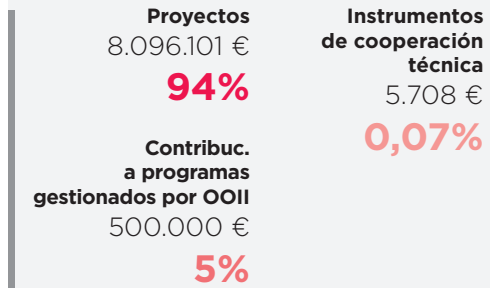 Proyectos
8.096.101 €
94%
Contribuc.
a programas
gestionados por OOII
500.000 €
5%
Instrumentos
de cooperación
técnica
5.708 €
0,07%